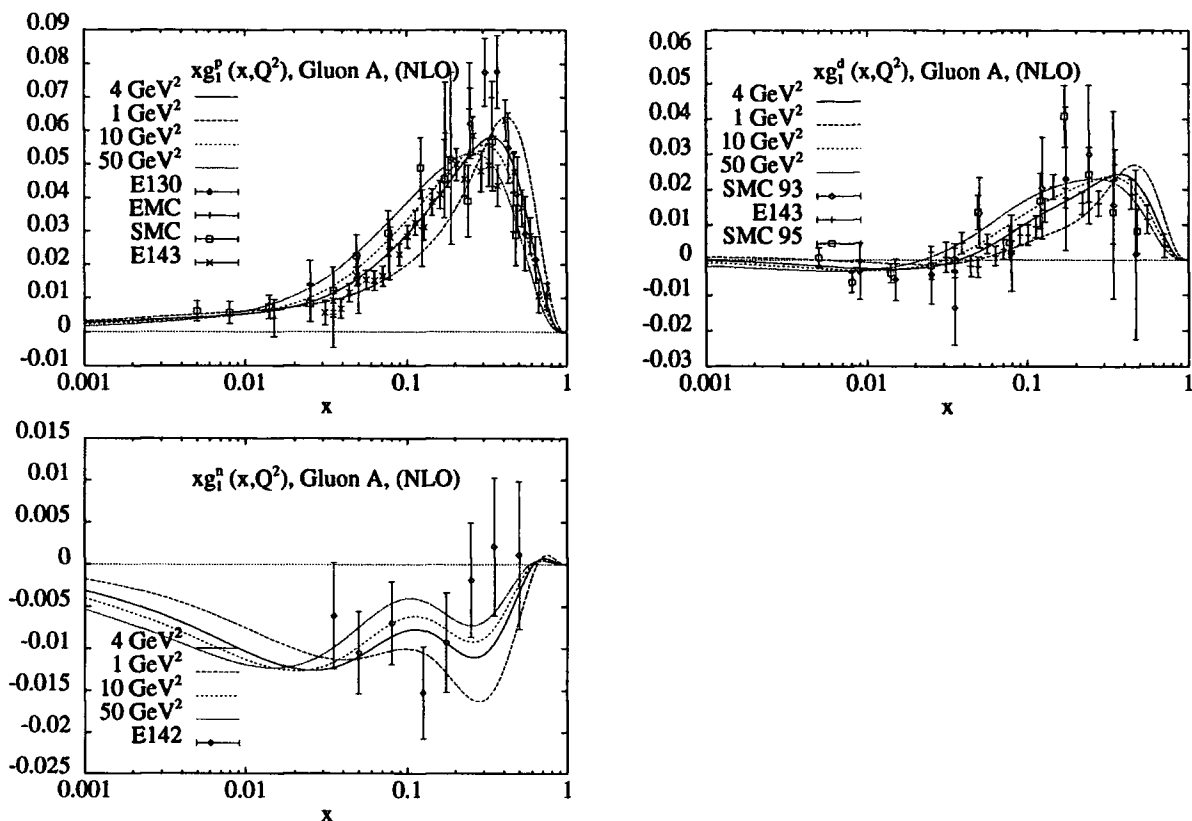 0.09
0.08
0.07
0.06
0.05
0.04
0.03
0.02
0.01
0
-0.01
xg₁ᵖ (x,Q²), Gluon A, (NLO)
4 GeV²
1 GeV²
10 GeV²
50 GeV²
E130
EMC
SMC
E143
0.001 0.01 0.1 1
x
0.06
0.05
0.04
0.03
0.02
0.01
0
-0.01
-0.02
-0.03
xg₁ᵈ (x,Q²), Gluon A, (NLO)
4 GeV²
1 GeV²
10 GeV²
50 GeV²
SMC 93
E143
SMC 95
0.001 0.01 0.1 1
x
0.015
0.01
0.005
0
-0.005
-0.01
-0.015
-0.02
-0.025
xg₁ⁿ (x,Q²), Gluon A, (NLO)
4 GeV²
1 GeV²
10 GeV²
50 GeV²
E142
0.001 0.01 0.1 1
x